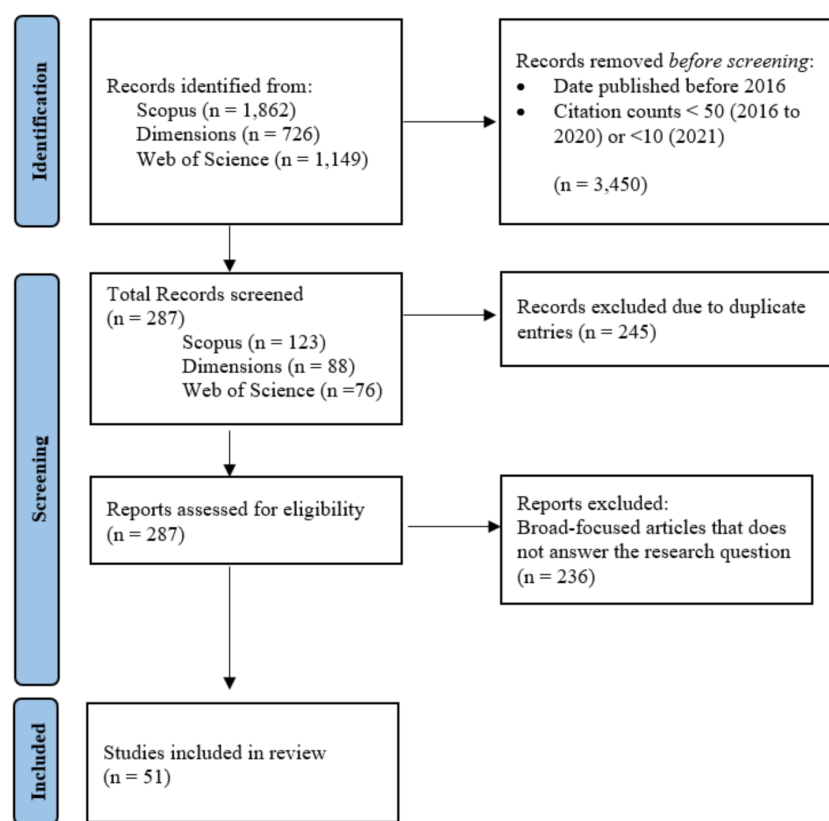 Identification
Records identified from:
Scopus (n = 1,862)
Dimensions (n = 726)
Web of Science (n = 1,149)
Records removed before screening:
• Date published before 2016
• Citation counts < 50 (2016 to
2020) or <10 (2021)
(n = 3,450)
Screening
Total Records screened
(n = 287)
Scopus (n = 123)
Dimensions (n = 88)
Web of Science (n =76)
Records excluded due to duplicate
entries (n = 245)
Reports assessed for eligibility
(n = 287)
Reports excluded:
Broad-focused articles that does
not answer the research question
(n = 236)
Included
Studies included in review
(n = 51)